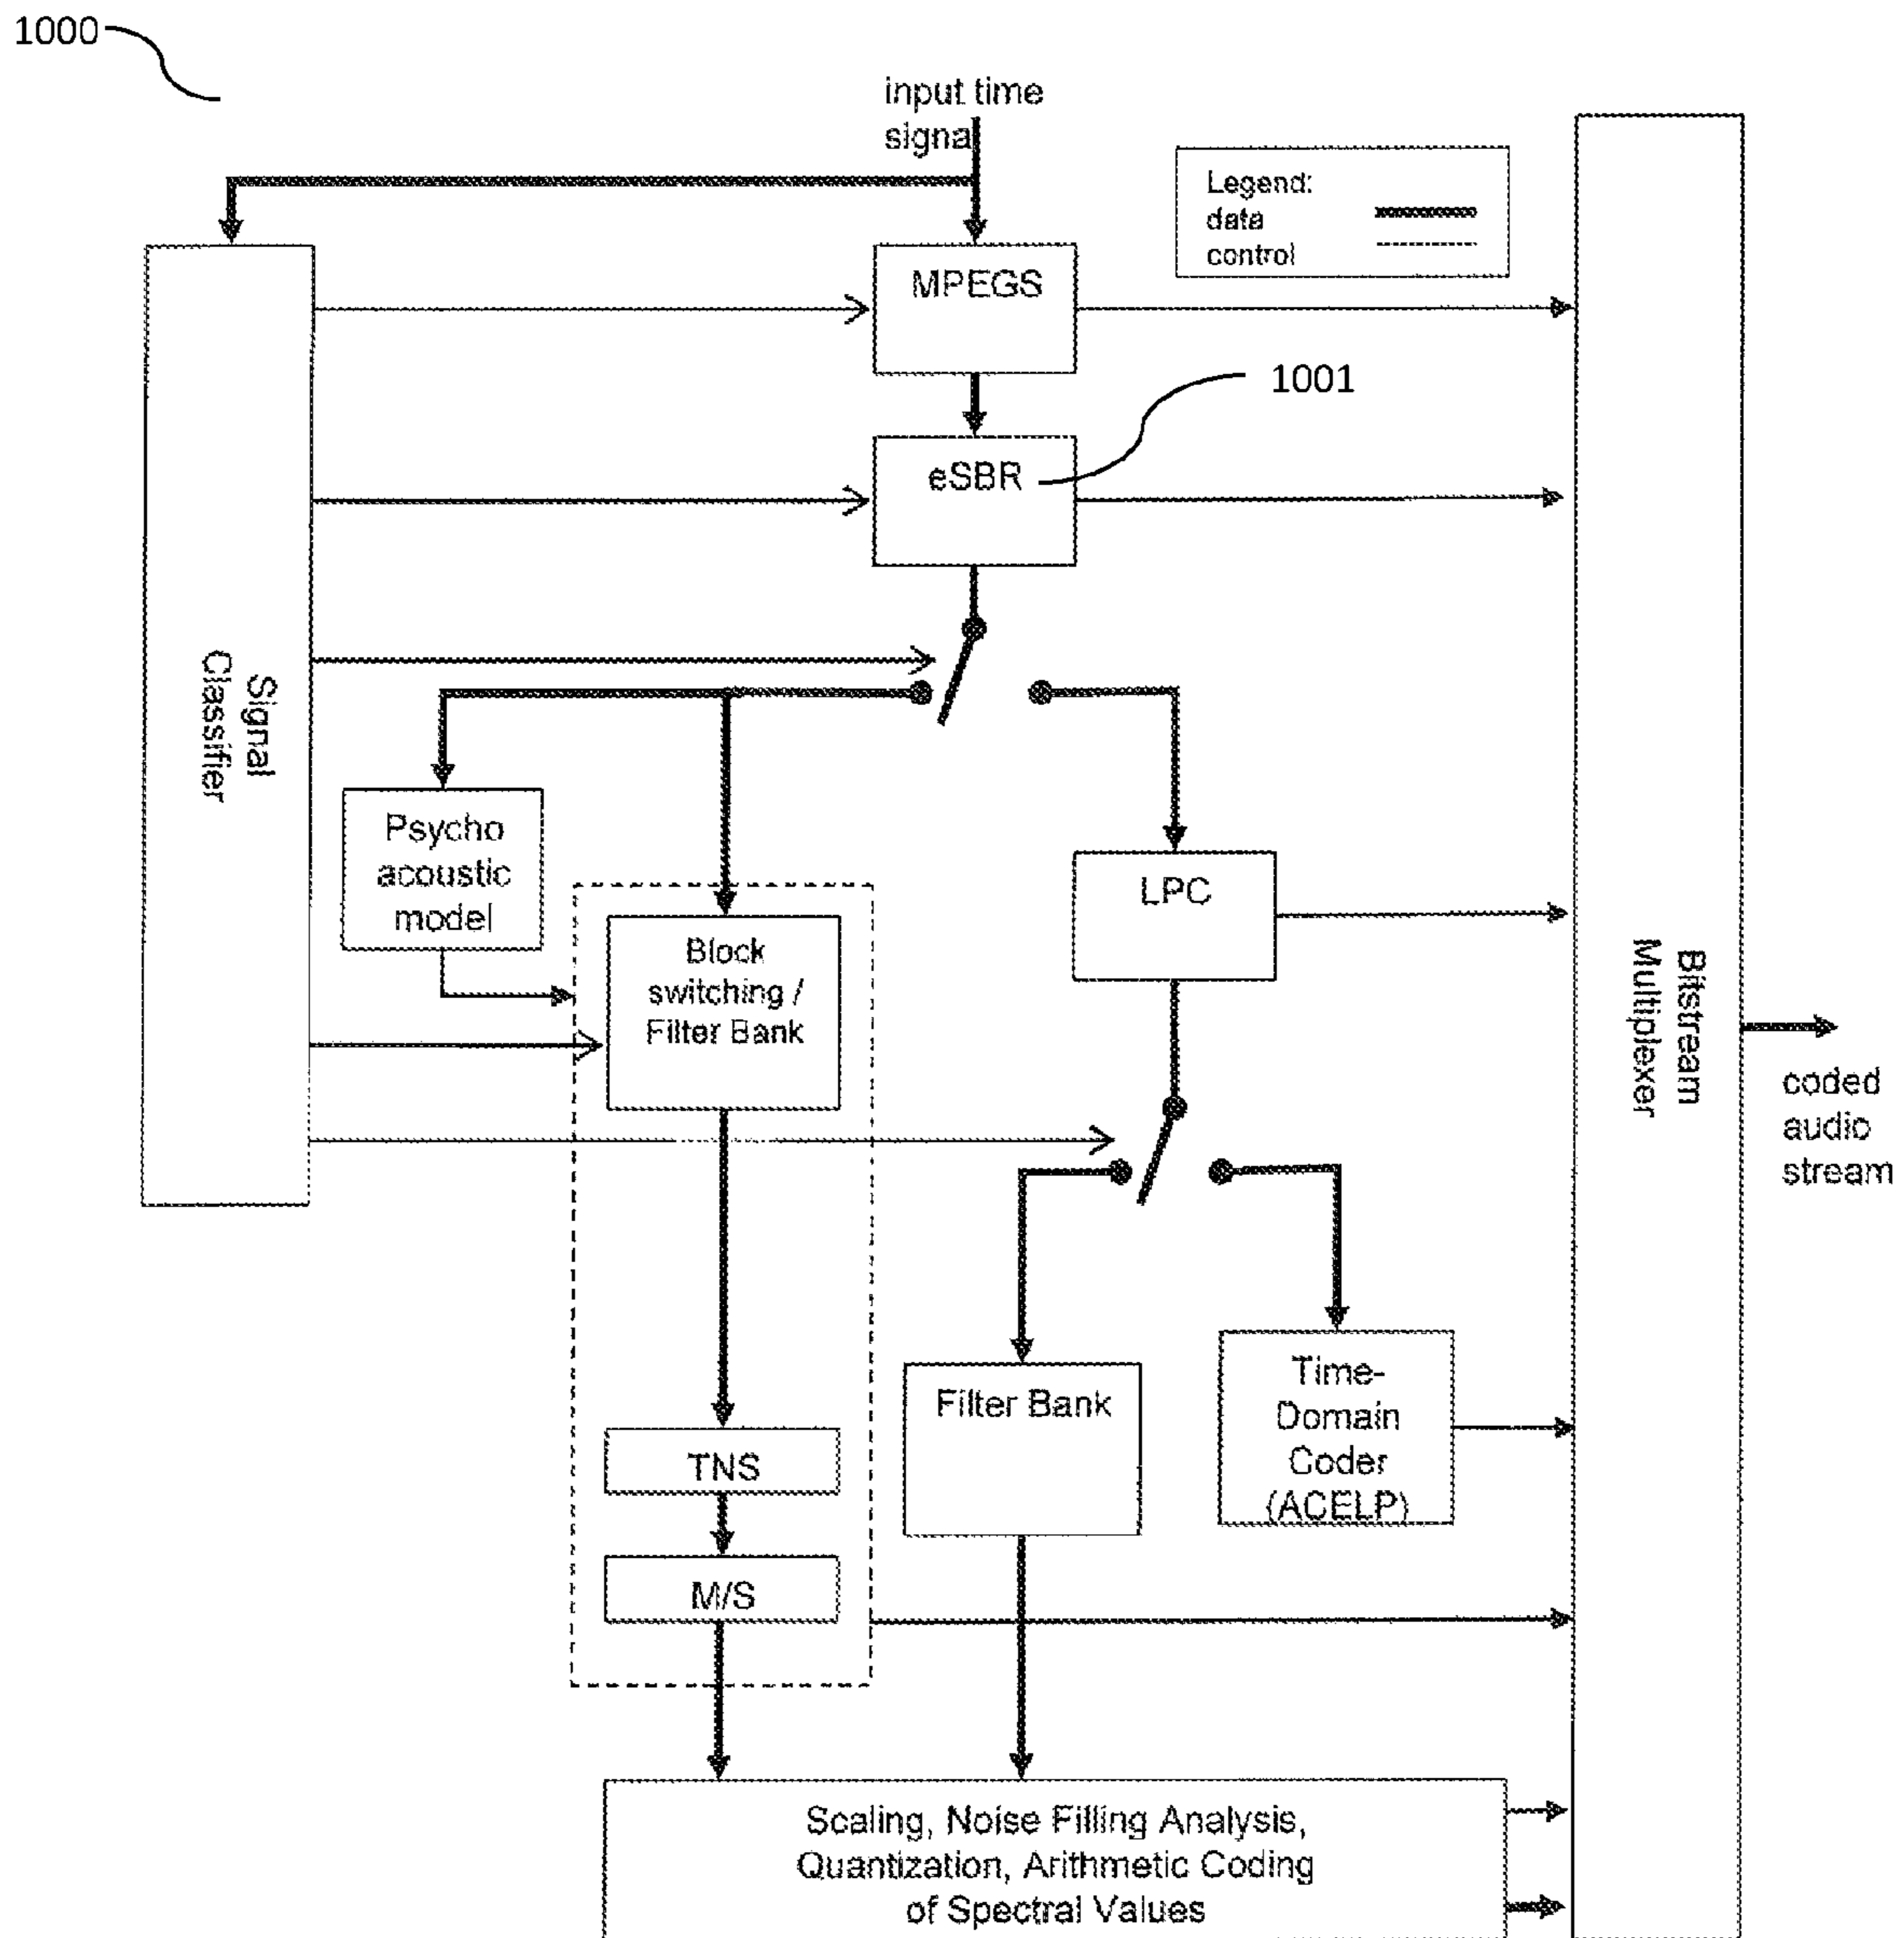 1000
input time
signal
Legend:
data
control
MPEGS
1001
eSBR
Signal
Classifier
Psycho
acoustic
model
Block
switching /
Filter Bank
LPC
Bitstream
Multiplexer
coded
audio
stream
TNS
M/S
Filter Bank
Time-
Domain
Coder
(ACELP)
Scaling, Noise Filling Analysis,
Quantization, Arithmetic Coding
of Spectral Values